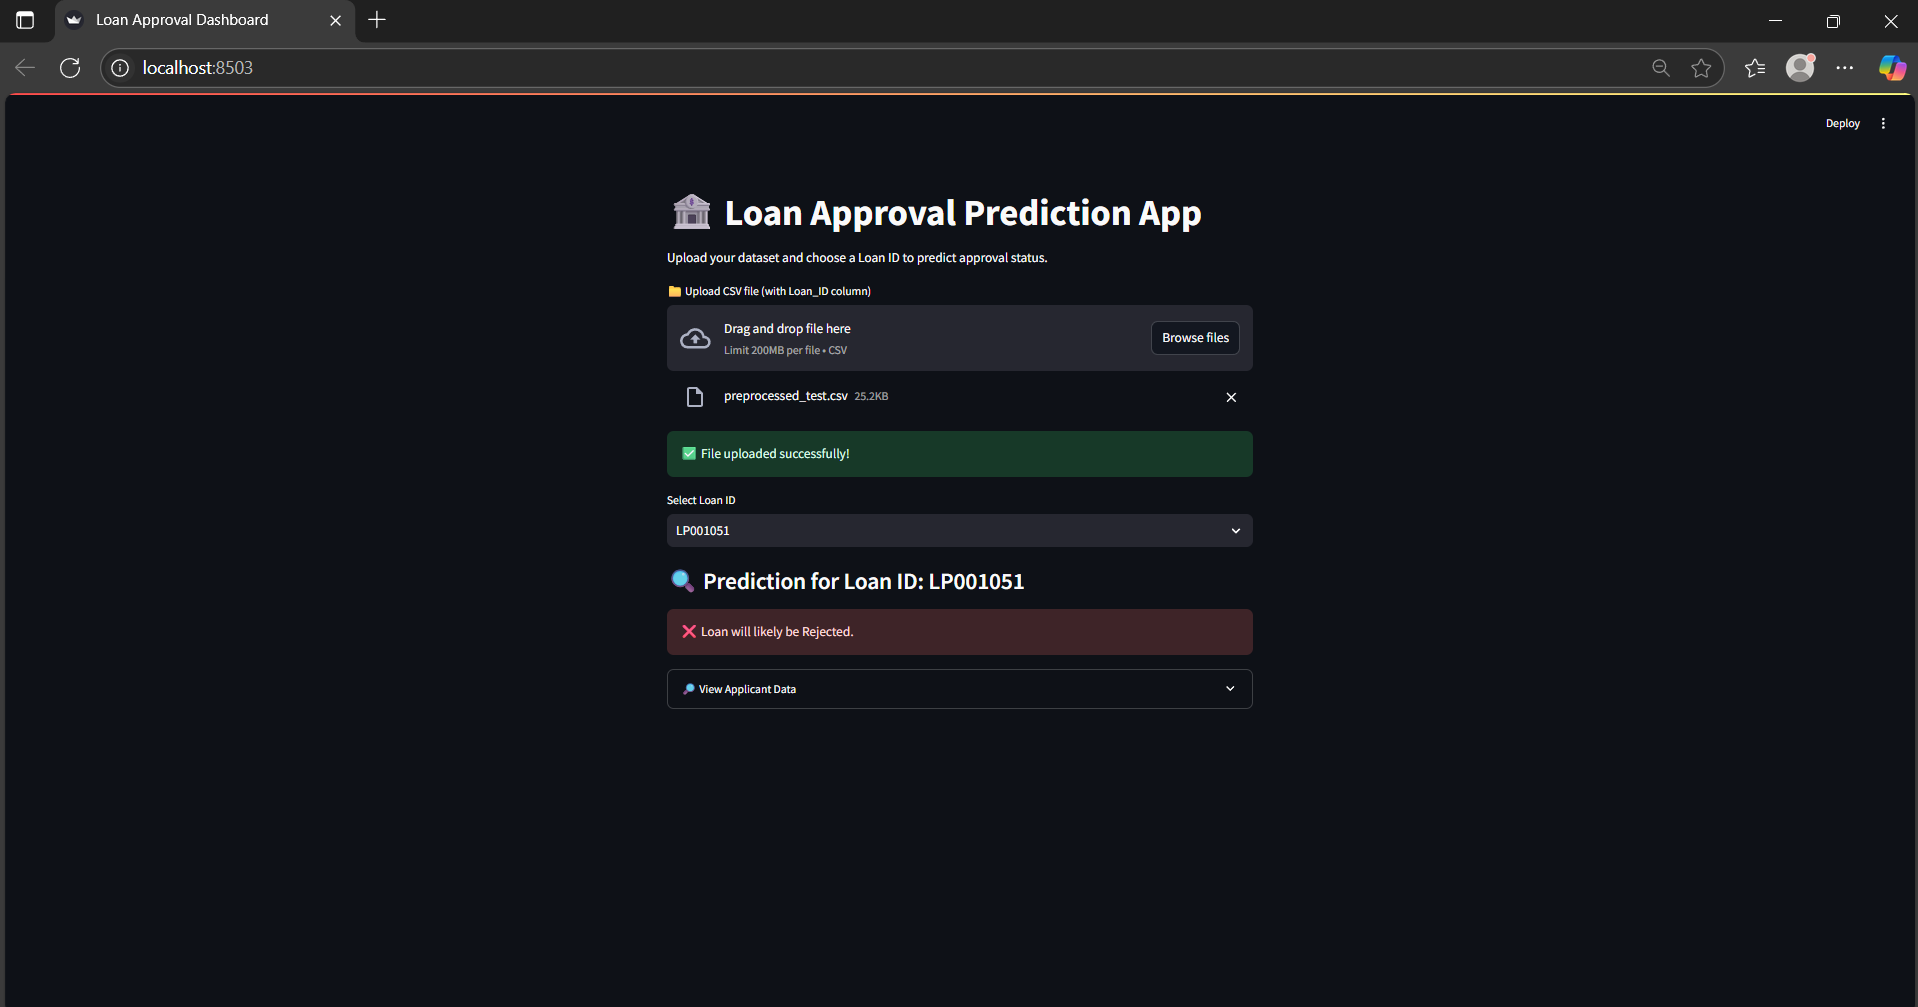 Loan Approval Dashboard
localhost:8503
Deploy
Loan Approval Prediction App
Upload your dataset and choose a Loan ID to predict approval status.
Upload CSV file (with Loan_ID column)
Drag and drop file here
Limit 200MB per file • CSV
Browse files
preprocessed_test.csv 25.2KB
File uploaded successfully!
Select Loan ID
LP001051
Prediction for Loan ID: LP001051
Loan will likely be Rejected.
View Applicant Data